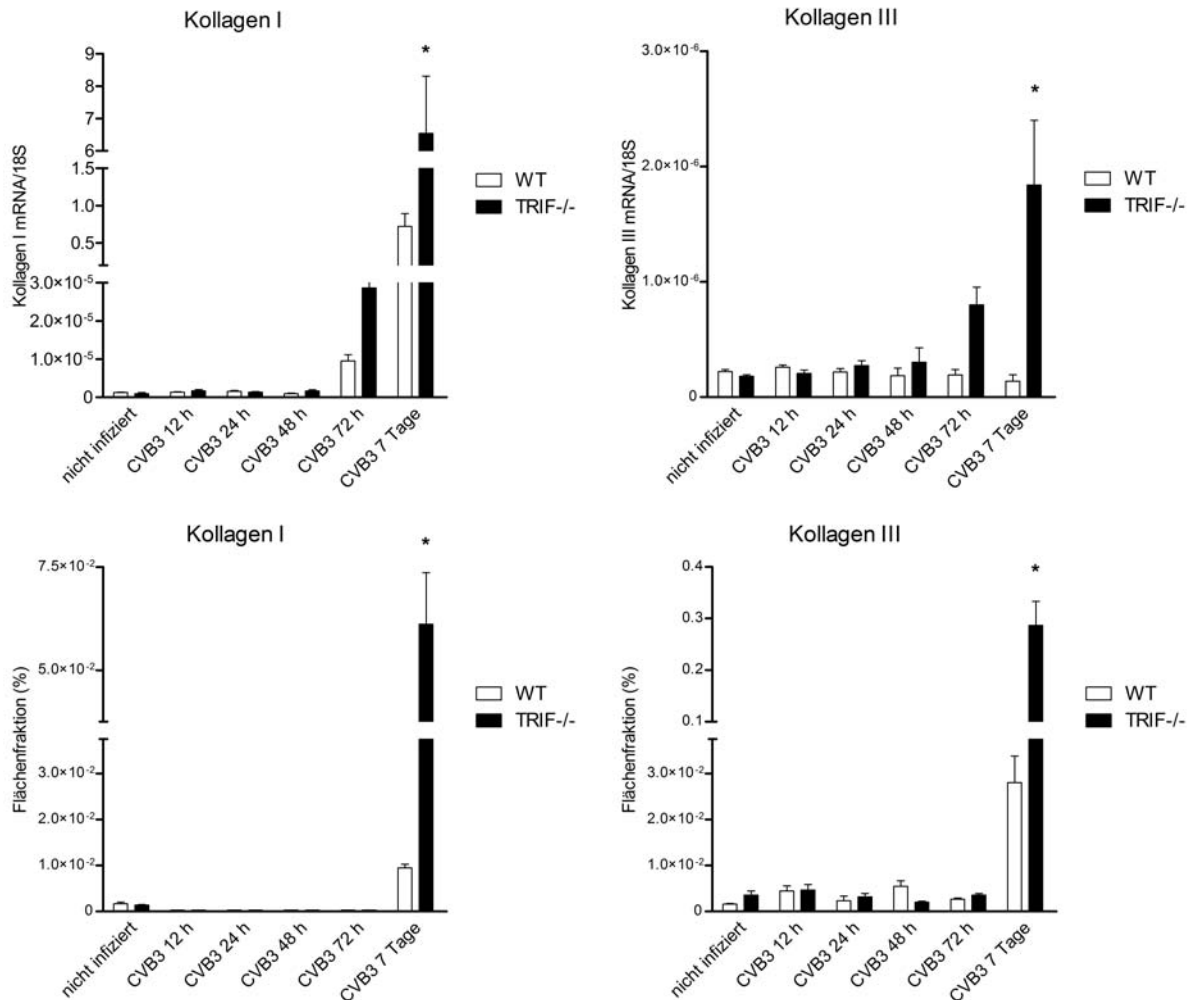 Kollagen I
*
9
8
7
6
1.5
1.0
0.5
3.0×10⁻⁵
2.0×10⁻⁵
1.0×10⁻⁵
0
Kollagen I mRNA/18S
WT
TRIF-/-
nicht infiziert
CVB3 12 h
CVB3 24 h
CVB3 48 h
CVB3 72 h
CVB3 7 Tage
Kollagen III
*
3.0×10⁻⁶
2.0×10⁻⁶
1.0×10⁻⁶
0
Kollagen III mRNA/18S
WT
TRIF-/-
nicht infiziert
CVB3 12 h
CVB3 24 h
CVB3 48 h
CVB3 72 h
CVB3 7 Tage
Kollagen I
*
7.5×10⁻²
5.0×10⁻²
3.0×10⁻²
2.0×10⁻²
1.0×10⁻²
0
Flächenfraktion (%)
WT
TRIF-/-
nicht infiziert
CVB3 12 h
CVB3 24 h
CVB3 48 h
CVB3 72 h
CVB3 7 Tage
Kollagen III
*
0.4
0.3
0.2
0.1
3.0×10⁻²
2.0×10⁻²
1.0×10⁻²
0
Flächenfraktion (%)
WT
TRIF-/-
nicht infiziert
CVB3 12 h
CVB3 24 h
CVB3 48 h
CVB3 72 h
CVB3 7 Tage